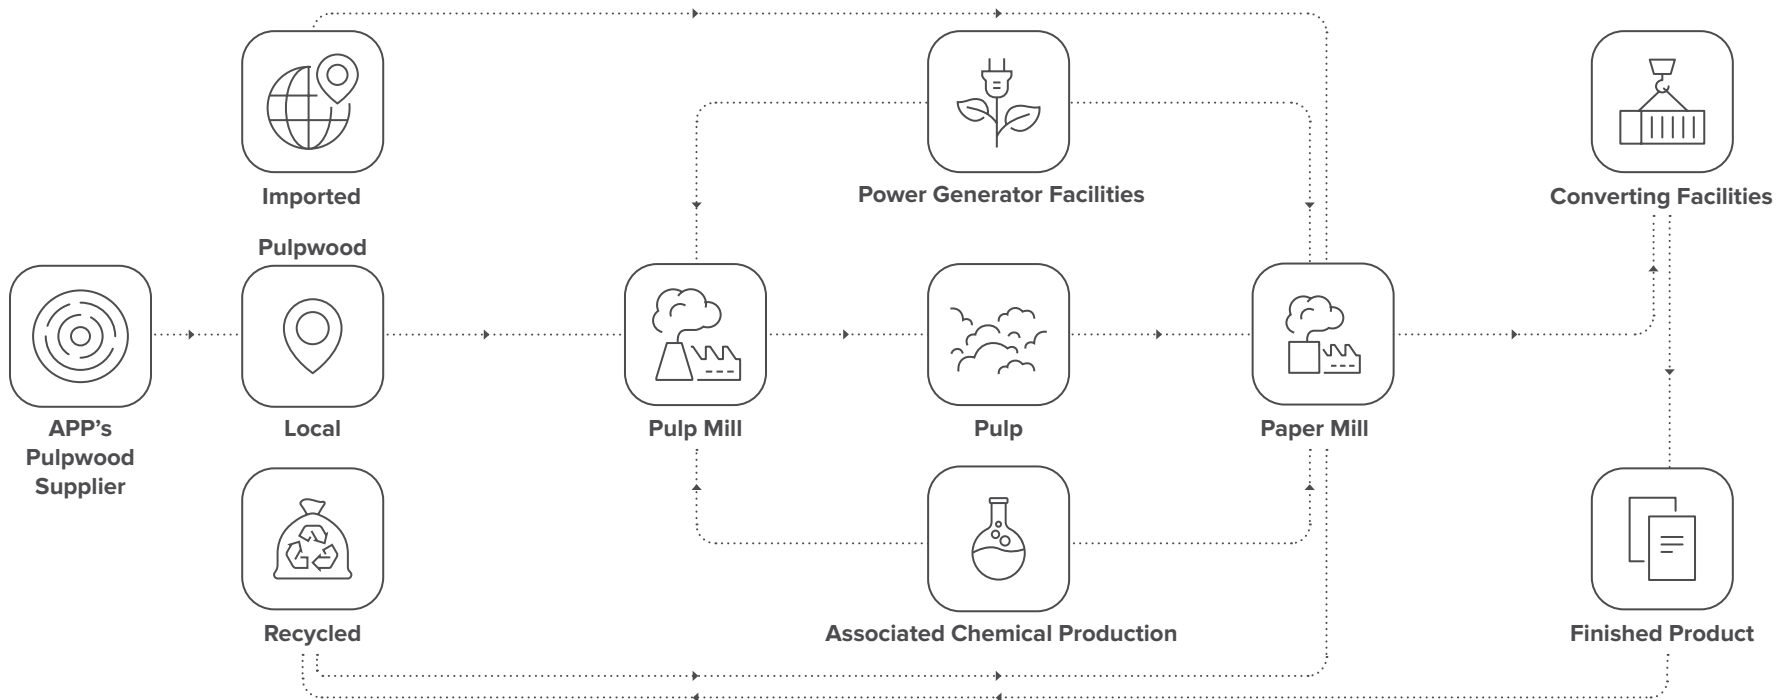 Imported
Power Generator Facilities
Converting Facilities
Pulpwood
APP’s
Pulpwood
Supplier
Local
Pulp Mill
Pulp
Paper Mill
Recycled
Associated Chemical Production
Finished Product